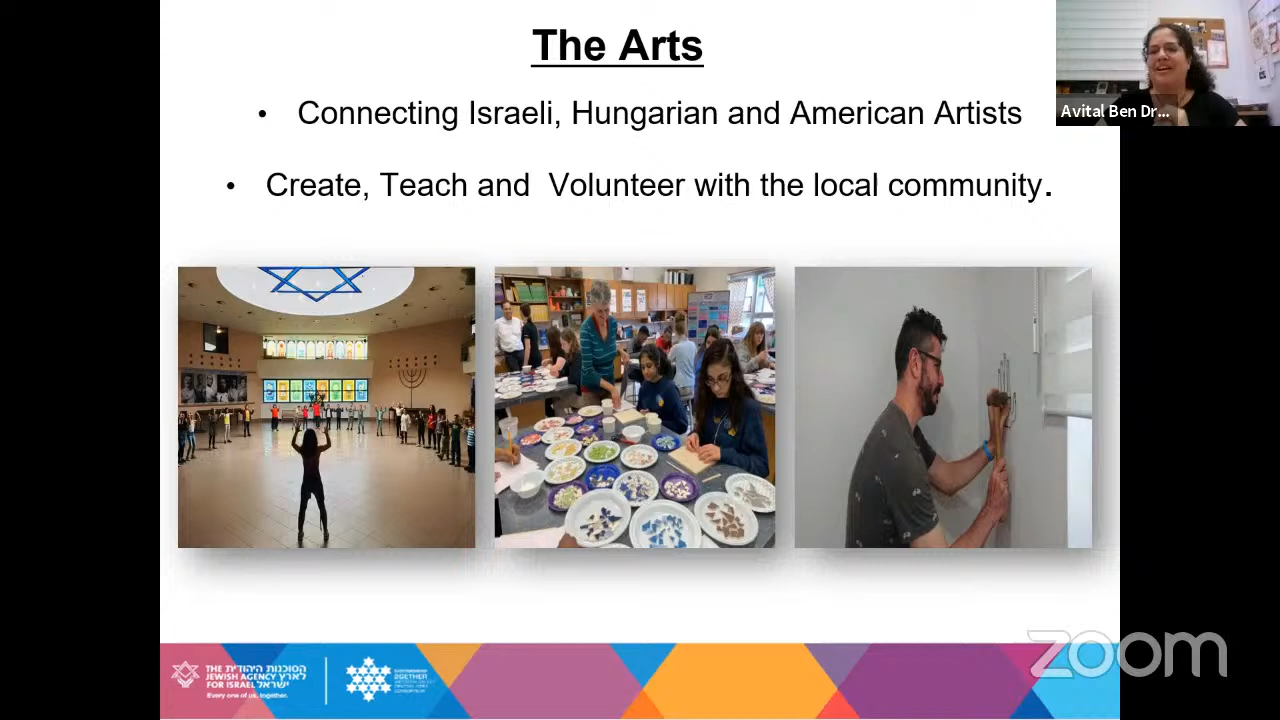 The Arts
• Connecting Israeli, Hungarian and American Artists
• Create, Teach and Volunteer with the local community.
Avital Ben Dr...
הסוכנות היהודית
לארץ ישראל
THE
JEWISH AGENCY
FOR ISRAEL
Every one of us. together.
2GETHER
zoom